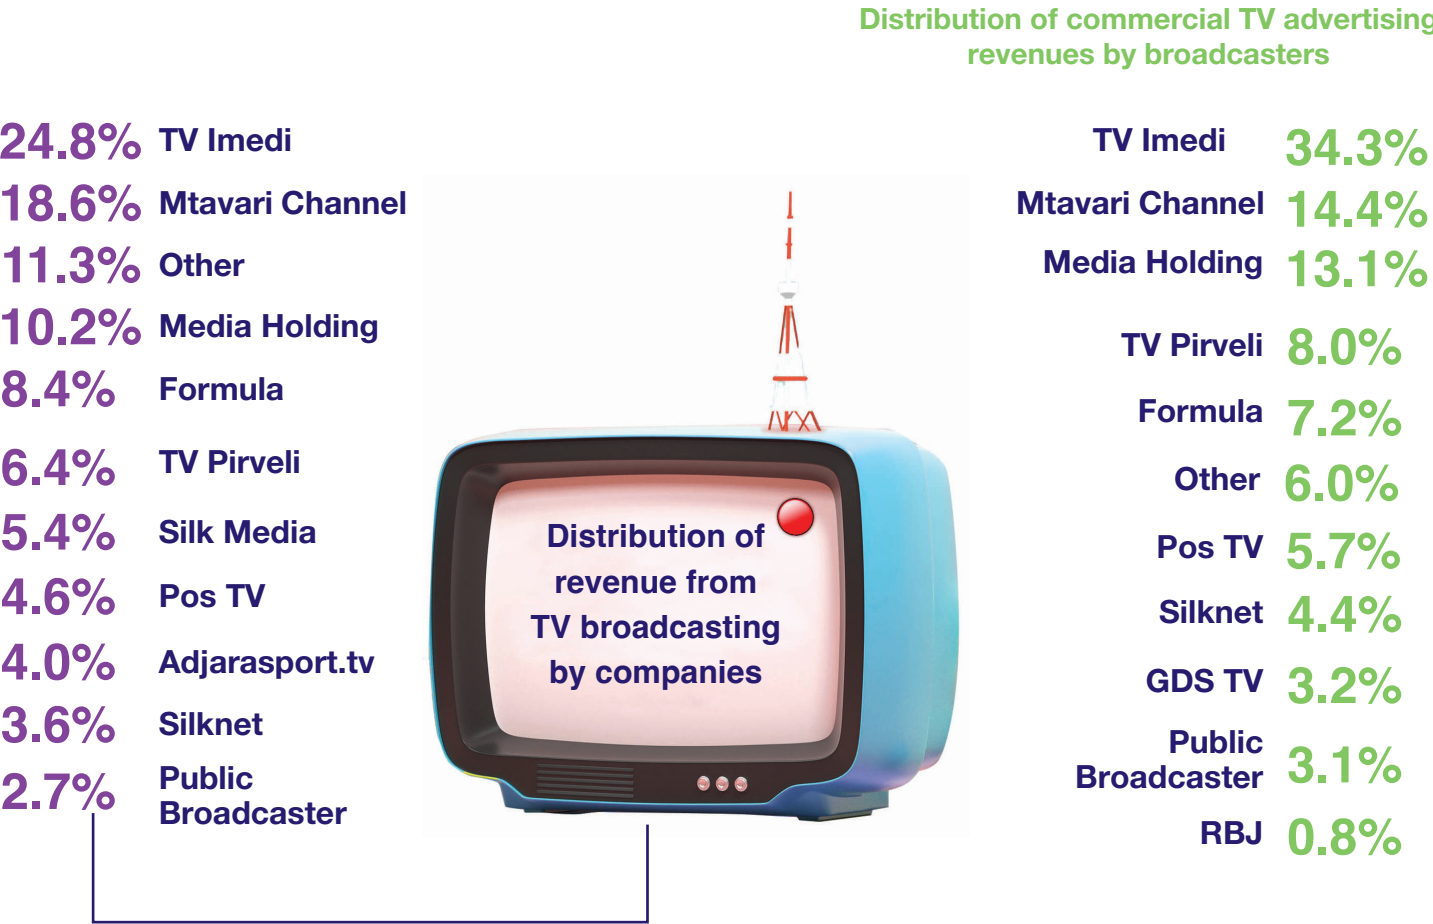 Distribution of commercial TV advertising
revenues by broadcasters
24.8% TV Imedi
18.6% Mtavari Channel
11.3% Other
10.2% Media Holding
8.4% Formula
6.4% TV Pirveli
5.4% Silk Media
4.6% Pos TV
4.0% Adjarasport.tv
3.6% Silknet
2.7% Public
Broadcaster
Distribution of
revenue from
TV broadcasting
by companies
TV Imedi 34.3%
Mtavari Channel 14.4%
Media Holding 13.1%
TV Pirveli 8.0%
Formula 7.2%
Other 6.0%
Pos TV 5.7%
Silknet 4.4%
GDS TV 3.2%
Public
Broadcaster 3.1%
RBJ 0.8%